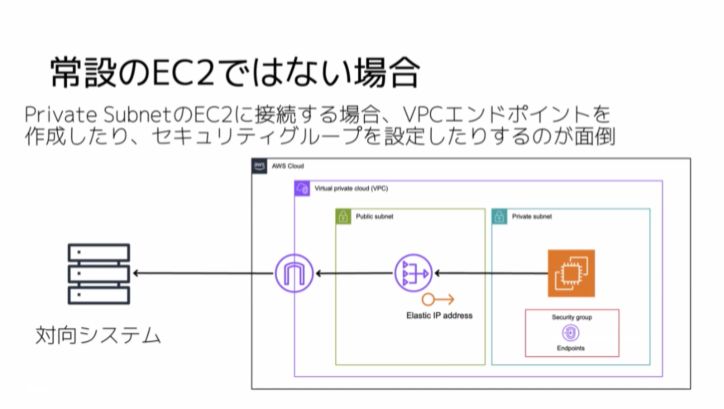 常設のEC2ではない場合
Private SubnetのEC2に接続する場合、VPCエンドポイントを
作成したり、セキュリティグループを設定したりするのが面倒
aws
AWS Cloud
Virtual private cloud (VPC)
Public subnet
Private subnet
Elastic IP address
Security group
Endpoints
対向システム